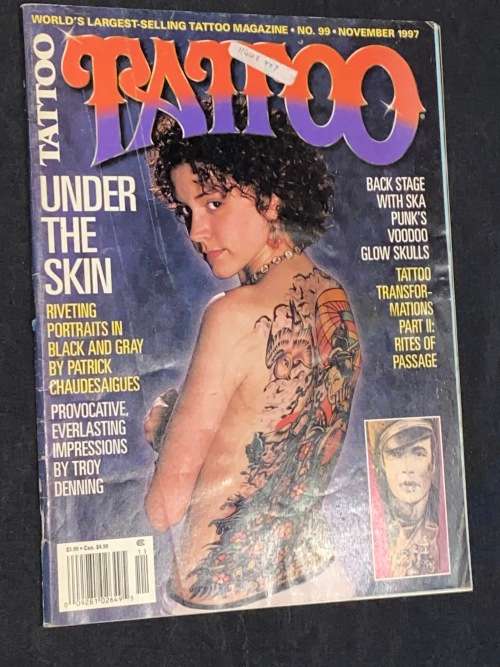 WORLD'S LARGEST-SELLING TATTOO MAGAZINE • NO. 99 • NOVEMBER 1997
TATTOO
TATTOO
UNDER
THE
SKIN
RIVETING
PORTRAITS IN
BLACK AND GRAY
BY PATRICK
CHAUDESAIGUES
PROVOCATIVE,
EVERLASTING
IMPRESSIONS
BY TROY
DENNING
BACK STAGE
WITH SKA
PUNK'S
VOODOO
GLOW SKULLS
TATTOO
TRANSFOR-
MATIONS
PART II:
RITES OF
PASSAGE
11